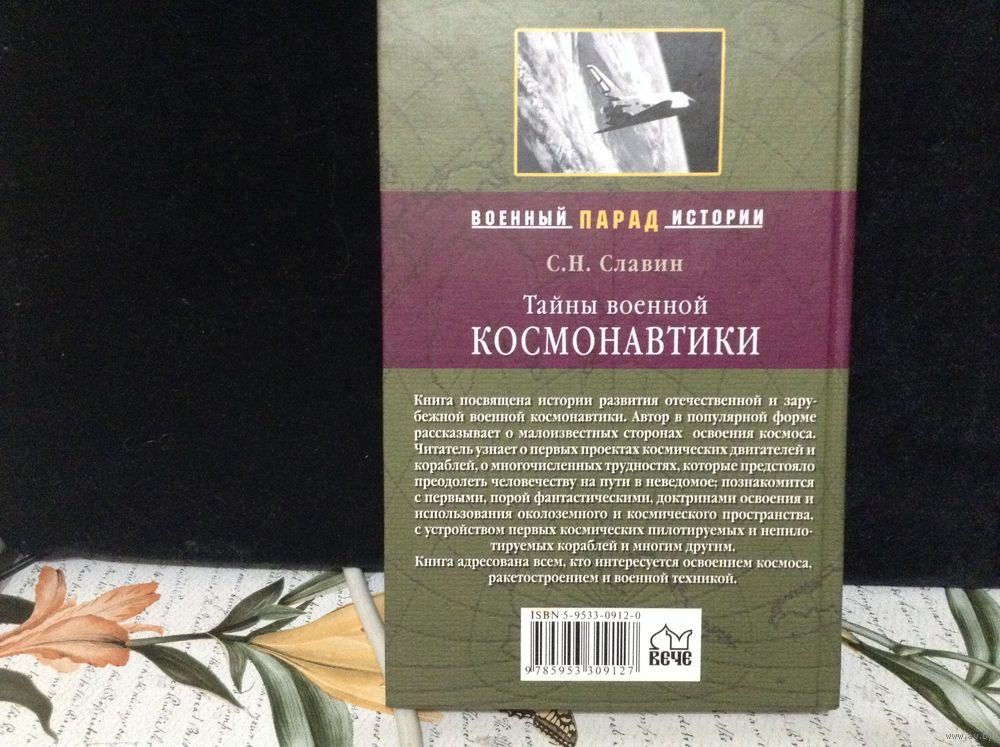 ВОЕННЫЙ ПАРАД ИСТОРИИ
С.Н. Славин
Тайны военной
КОСМОНАВТИКИ
Книга посвящена истории развития отечественной и зару-
бежной военной космонавтики. Автор в популярной форме
рассказывает о малоизвестных сторонах освоения космоса.
Читатель узнает о первых проектах космических двигателей и
кораблей, о многочисленных трудностях, которые предстояло
преодолеть человечеству на пути в неведомое; познакомится
с первыми, порой фантастическими, доктринами освоения и
использования околоземного и космического пространства,
с устройством первых космических пилотируемых и непило-
тируемых кораблей и многим другим.
Книга адресована всем, кто интересуется освоением космоса,
ракетостроением и военной техникой.
ISBN 5-9533-0912-0
9 785953 309127
ВЕЧЕ